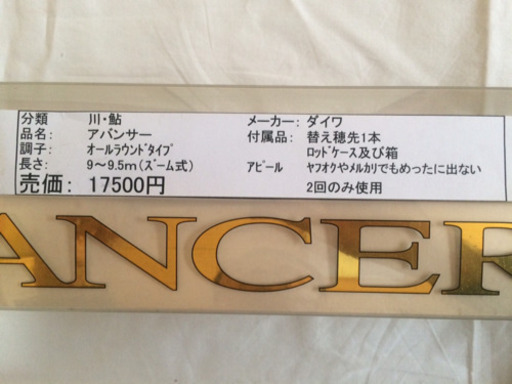 分類 川・鮎 メーカー: ダイワ
品名: アバンサー 付属品: 替え穂先1本
調子: オールラウンドタイプ ロッドケース及び箱
長さ: 9～9.5m(ズーム式) アピール ヤフオクやメルカリでもめったに出ない
売価: 17500円 2回のみ使用
ANCER